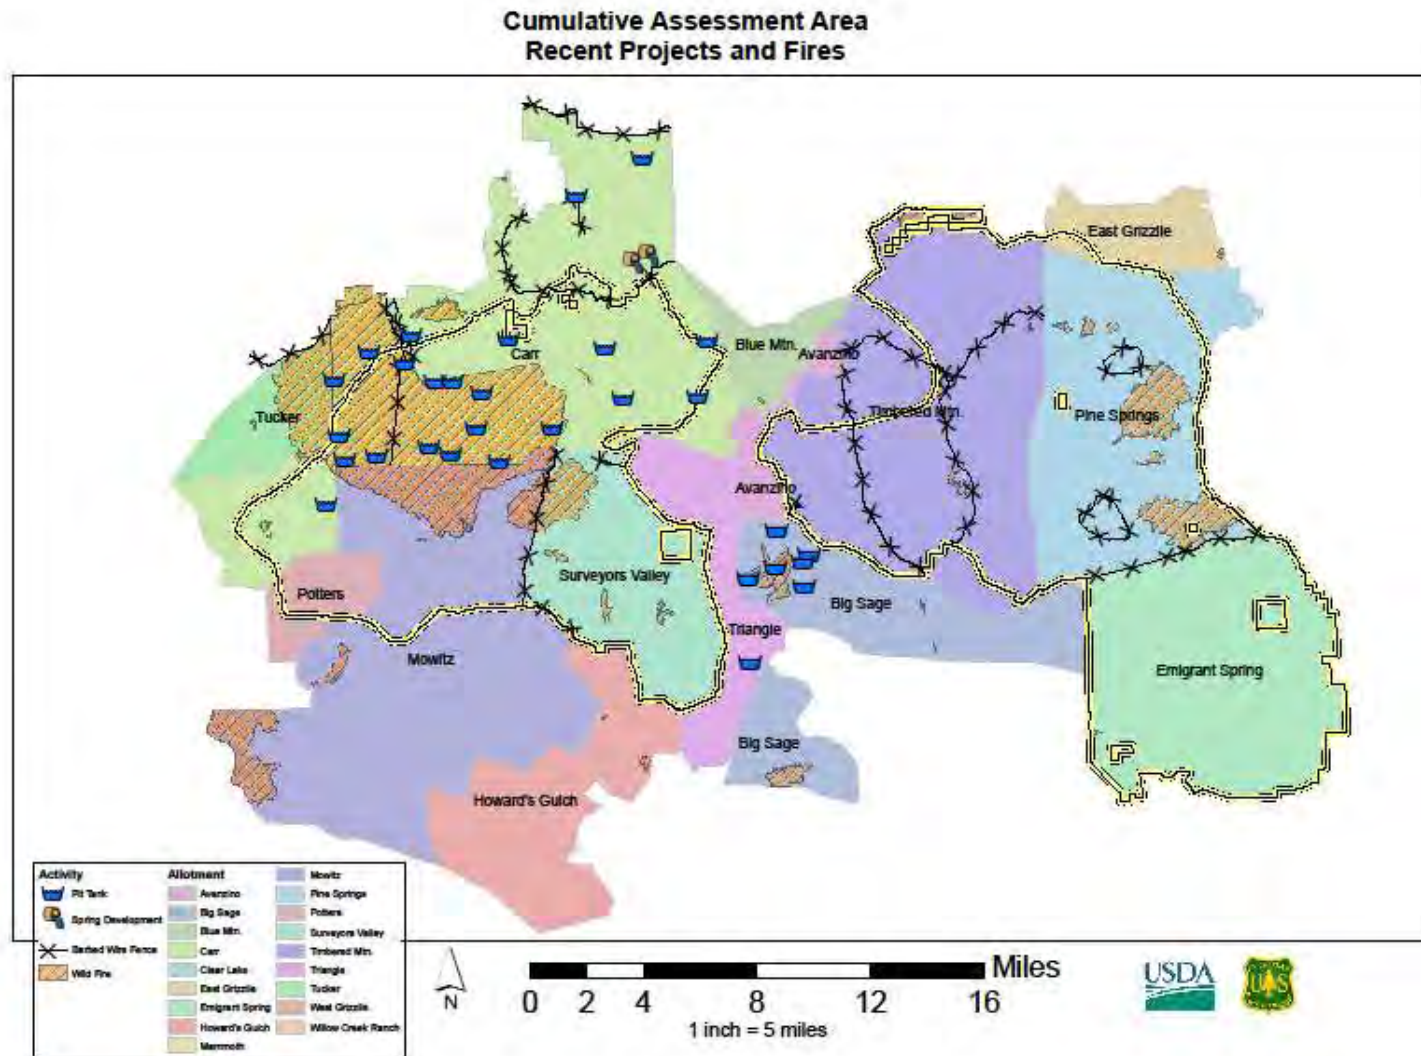 Cumulative Assessment Area
Recent Projects and Fires
East Grizzlie
Blue Mtn.
Avanzino
Carr
Tucker
Timbered Mtn.
Pine Springs
Avanzino
Surveyors Valley
Potters
Big Sage
Triangle
Mowitz
Emigrant Spring
Big Sage
Howard's Gulch
Activity
Pit Tank
Spring Development
Barbed Wire Fence
Wild Fire
Allotment
Avanzino
Big Sage
Blue Mtn.
Carr
Clear Lake
East Grizzlie
Emigrant Spring
Howard's Gulch
Mammoth
Mowitz
Pine Springs
Potters
Surveyors Valley
Timbered Mtn.
Triangle
Tucker
West Grizzlie
Willow Creek Ranch
N
Miles
0 2 4 8 12 16
1 inch = 5 miles
USDA
U S